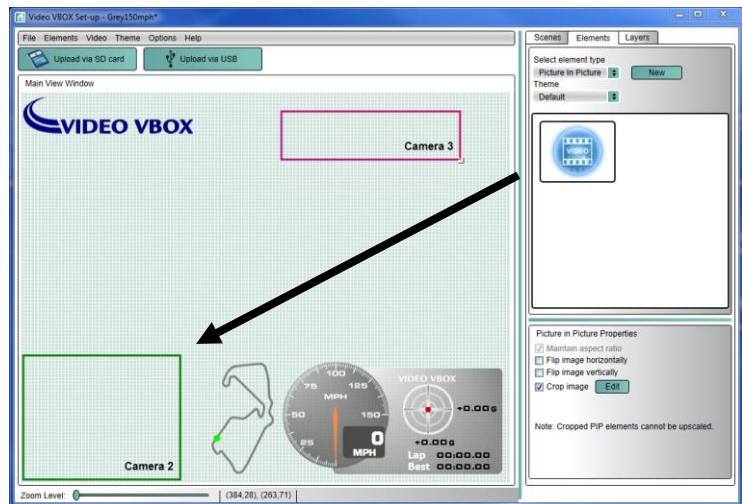 Video VBOX Set-up - Grey150mph*
File Elements Video Theme Options Help
Upload via SD card
Upload via USB
Main View Window
VIDEO VBOX
Camera 3
Camera 2
75
100
125
MPH
50
150
25
0
MPH
VIDEO VBOX
+0.00G
+0.00G
Lap 00:00.00
Best 00:00.00
Zoom Level:
(384,28), (263,71)
Scenes Elements Layers
Select element type
Picture In Picture
New
Theme
Default
VIDEO
Picture in Picture Properties
Maintain aspect ratio
Flip image horizontally
Flip image vertically
Crop image Edit
Note: Cropped PIP elements cannot be upscaled.